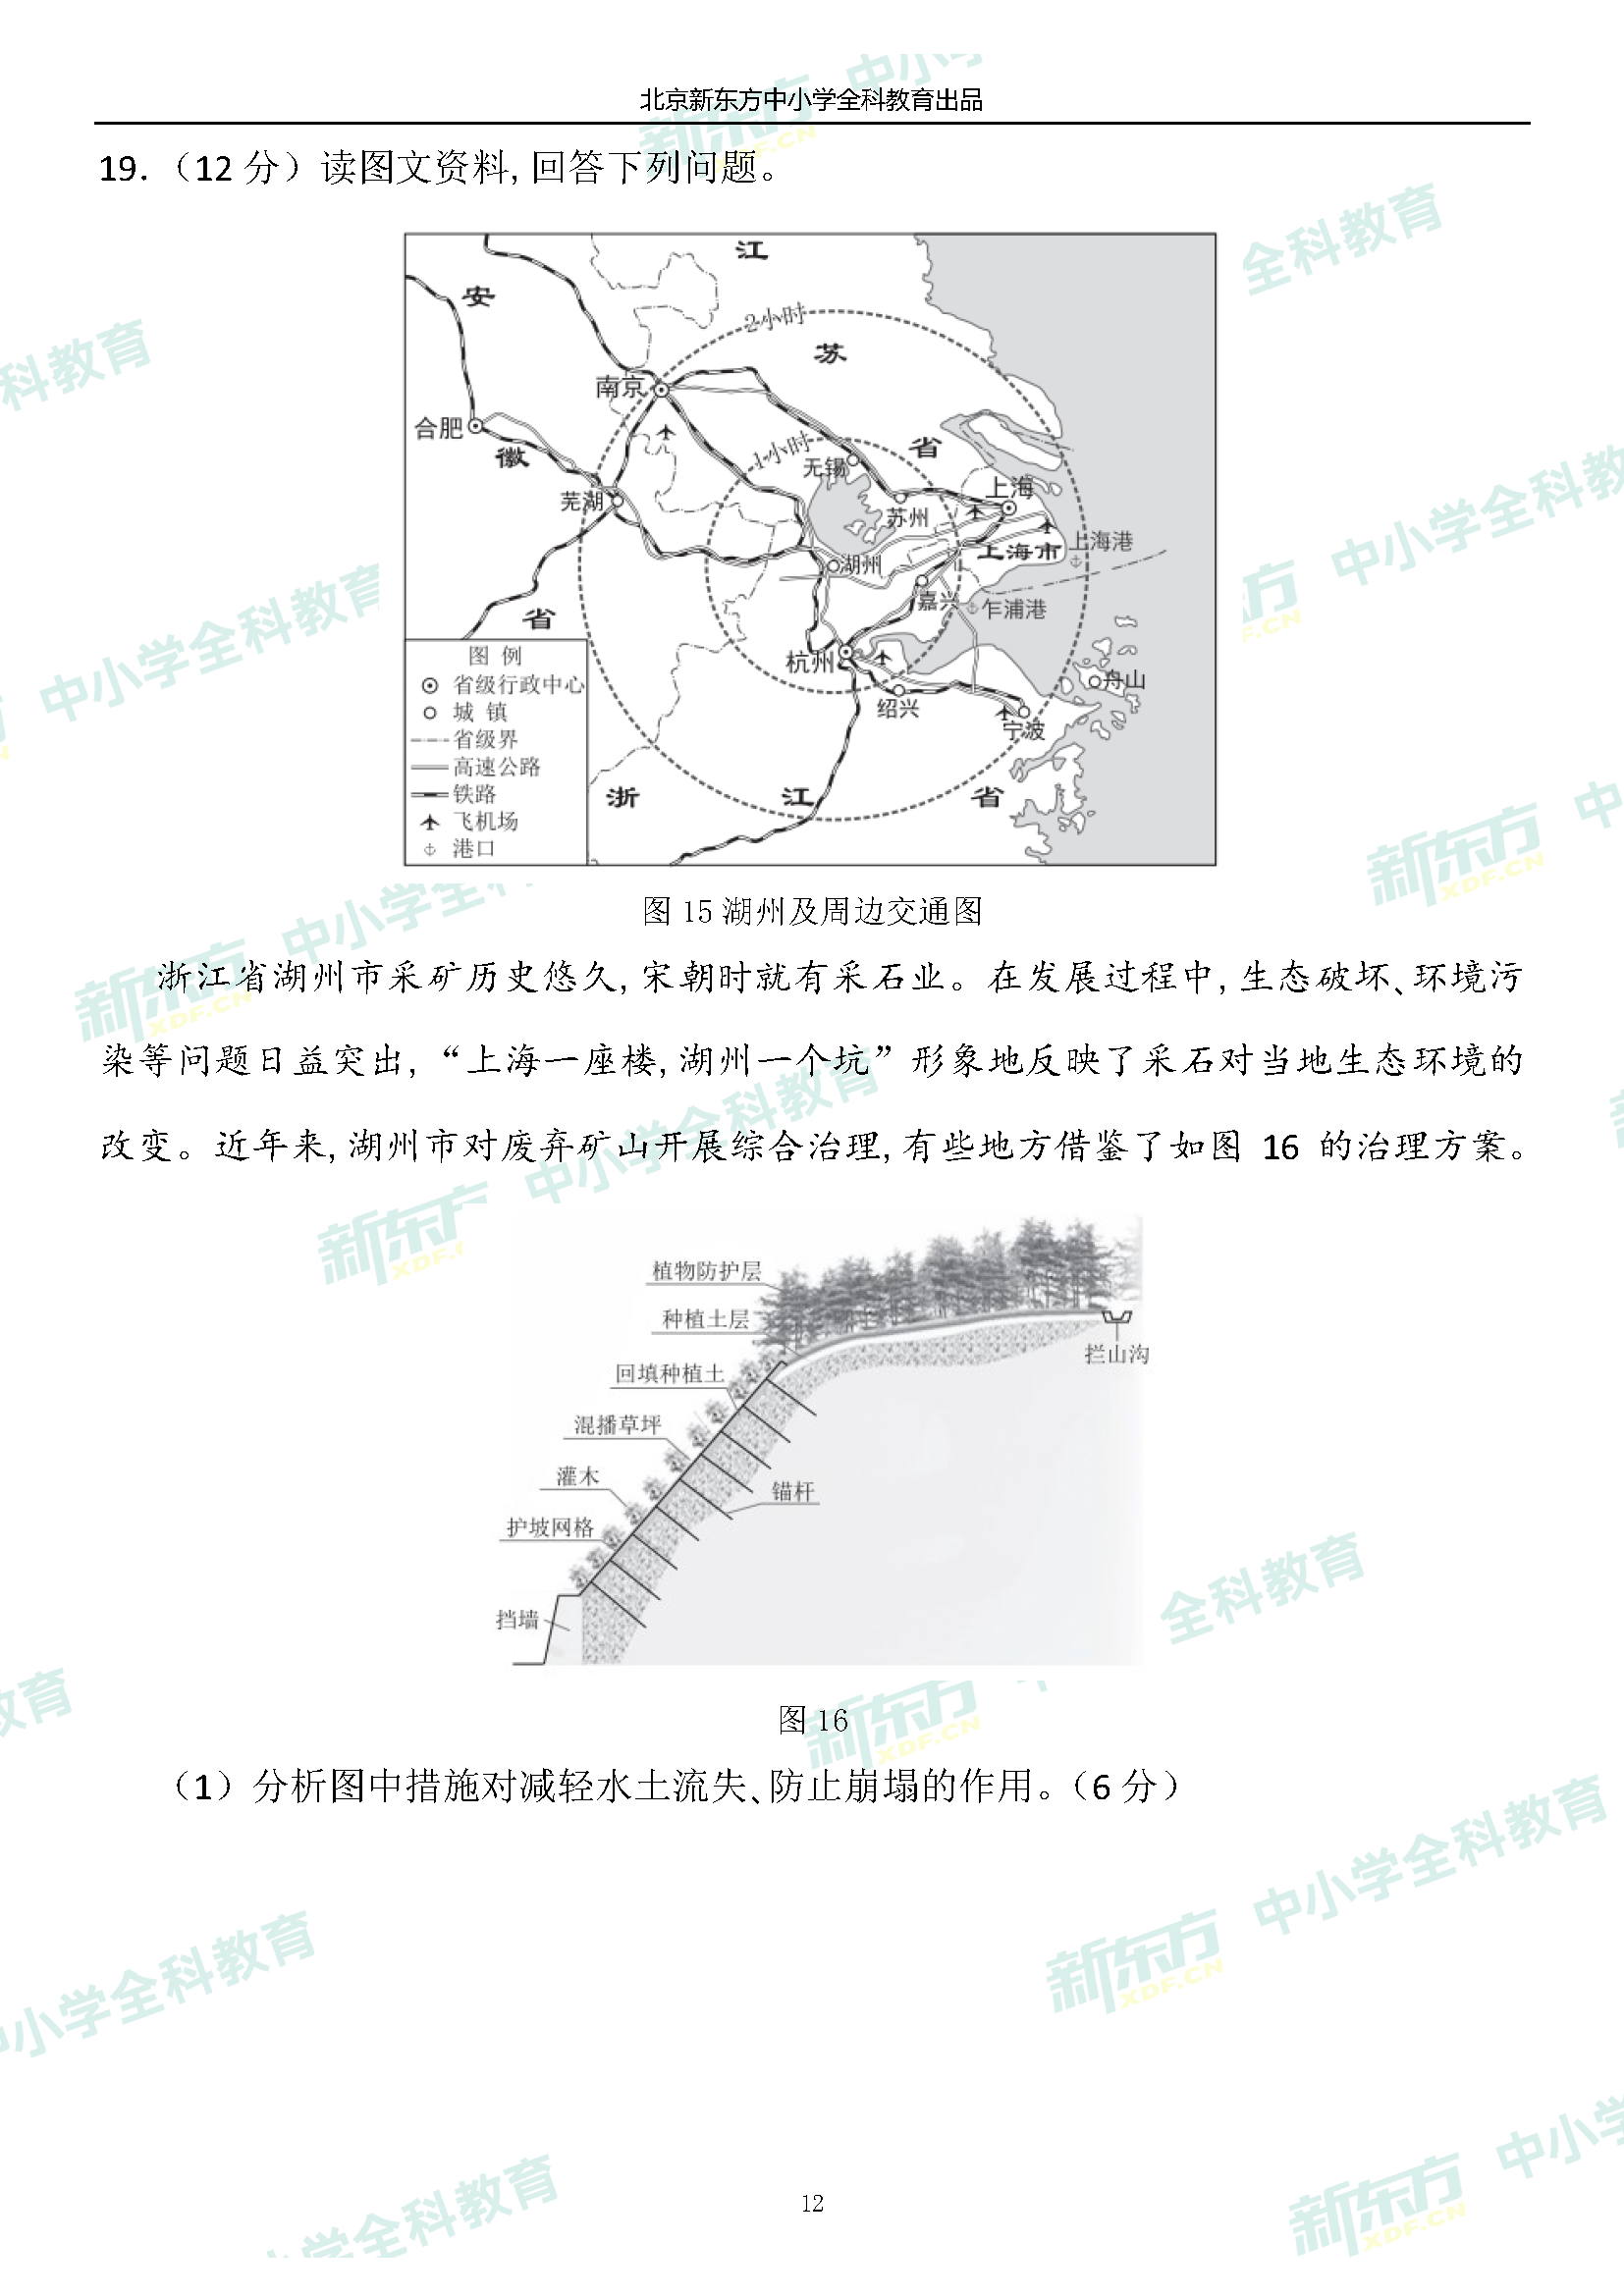 北京新东方中小学全科教育出品
19.（12 分）读图文资料, 回答下列问题。
江
安
2小时
苏
南京
合肥
徽
1小时
无锡
省
芜湖
苏州
上海
上海市
上海港
湖州
嘉兴
乍浦港
省
杭州
绍兴
舟山
宁波
浙
江
省
图 例
省级行政中心
城 镇
省级界
高速公路
铁路
飞机场
港口
图 15 湖州及周边交通图
浙江省湖州市采矿历史悠久, 宋朝时就有采石业。在发展过程中, 生态破坏、环境污
染等问题日益突出, “上海一座楼, 湖州一个坑”形象地反映了采石对当地生态环境的
改变。近年来, 湖州市对废弃矿山开展综合治理, 有些地方借鉴了如图 16 的治理方案。
植物防护层
种植土层
拦山沟
回填种植土
混播草坪
灌木
锚杆
护坡网格
挡墙
图 16
（1）分析图中措施对减轻水土流失、防止崩塌的作用。（6 分）
12
新东方 XDF.CN 中小学全科教育